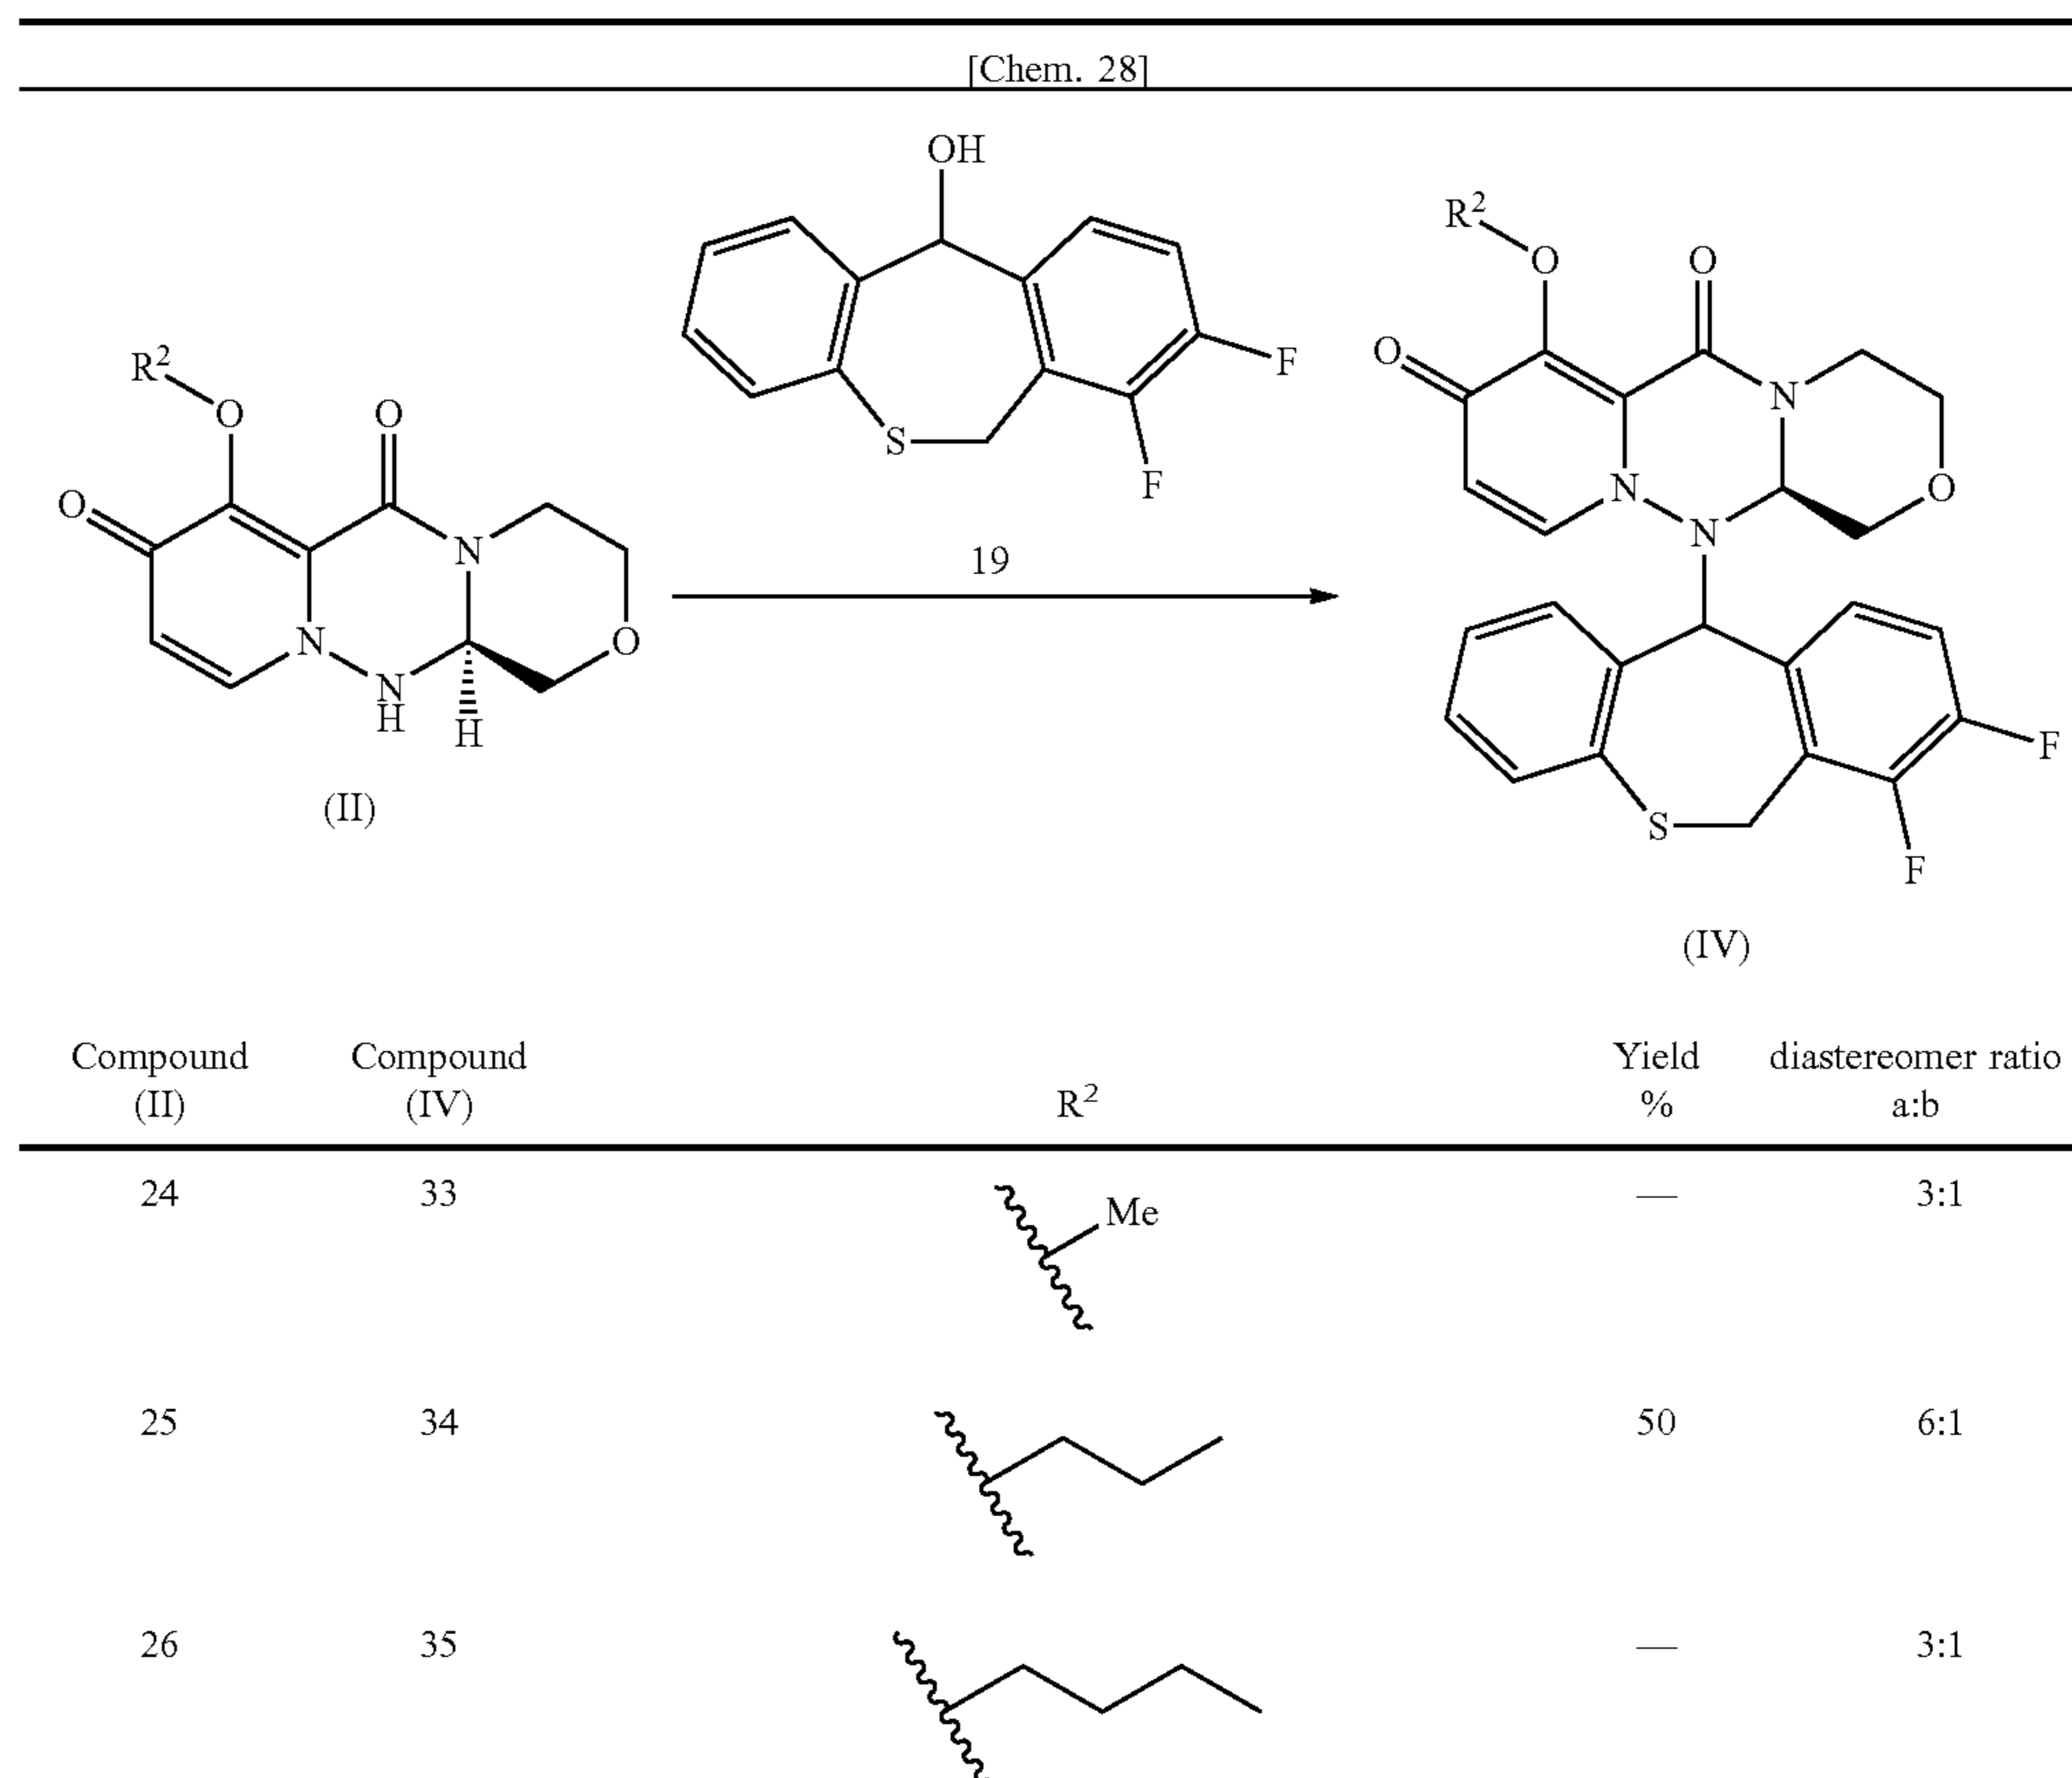 [Chem. 28]
OH
F
F
S
19
R²
O
O
O
N
O
N
N
H
H
(II)
R²
O
O
O
N
O
N
N
F
F
S
(IV)
Compound (II) Compound (IV) R² Yield % diastereomer ratio a:b
24 33 Me — 3:1
25 34 50 6:1
26 35 — 3:1